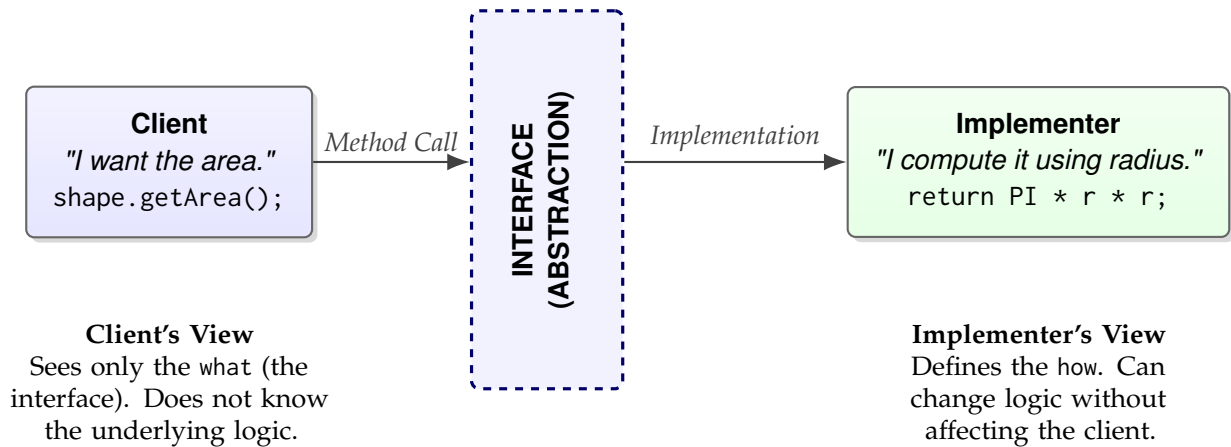 Client
"I want the area."
shape.getArea();
Method Call
INTERFACE
(ABSTRACTION)
Implementation
Implementer
"I compute it using radius."
return PI * r * r;
Client's View
Sees only the what (the
interface). Does not know
the underlying logic.
Implementer's View
Defines the how. Can
change logic without
affecting the client.